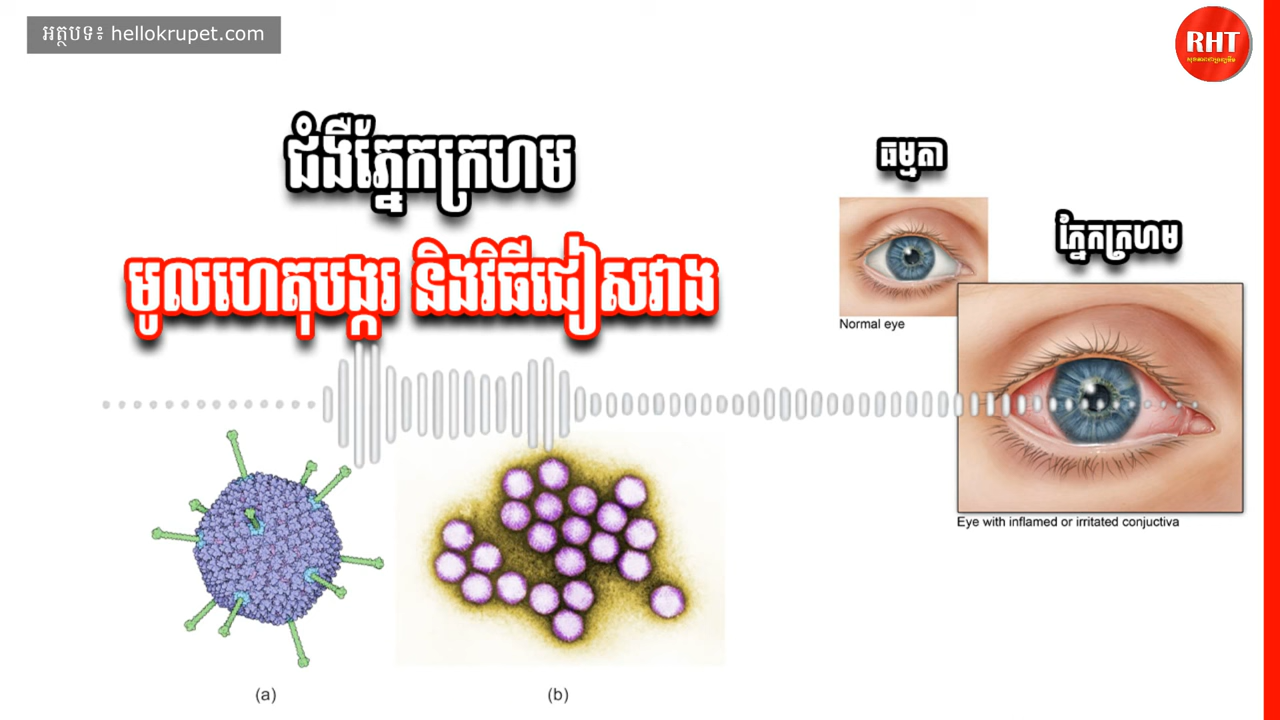 អត្ថបទ៖ hellokrupet.com
RHT
ជំងឺភ្នែកក្រហម
មូលហេតុបង្ករ និងវិធីជៀសវាង
ធម្មតា
Normal eye
ភ្នែកក្រហម
Eye with inflamed or irritated conjuctiva
(a)
(b)